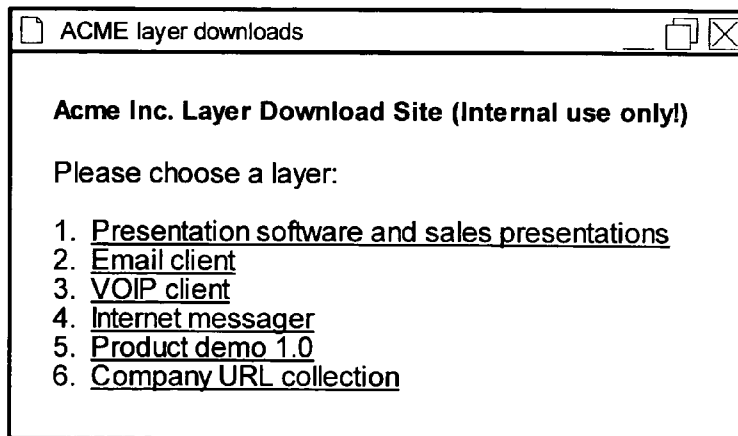 ACME layer downloads
Acme Inc. Layer Download Site (Internal use only!)
Please choose a layer:
1. Presentation software and sales presentations
2. Email client
3. VOIP client
4. Internet messager
5. Product demo 1.0
6. Company URL collection